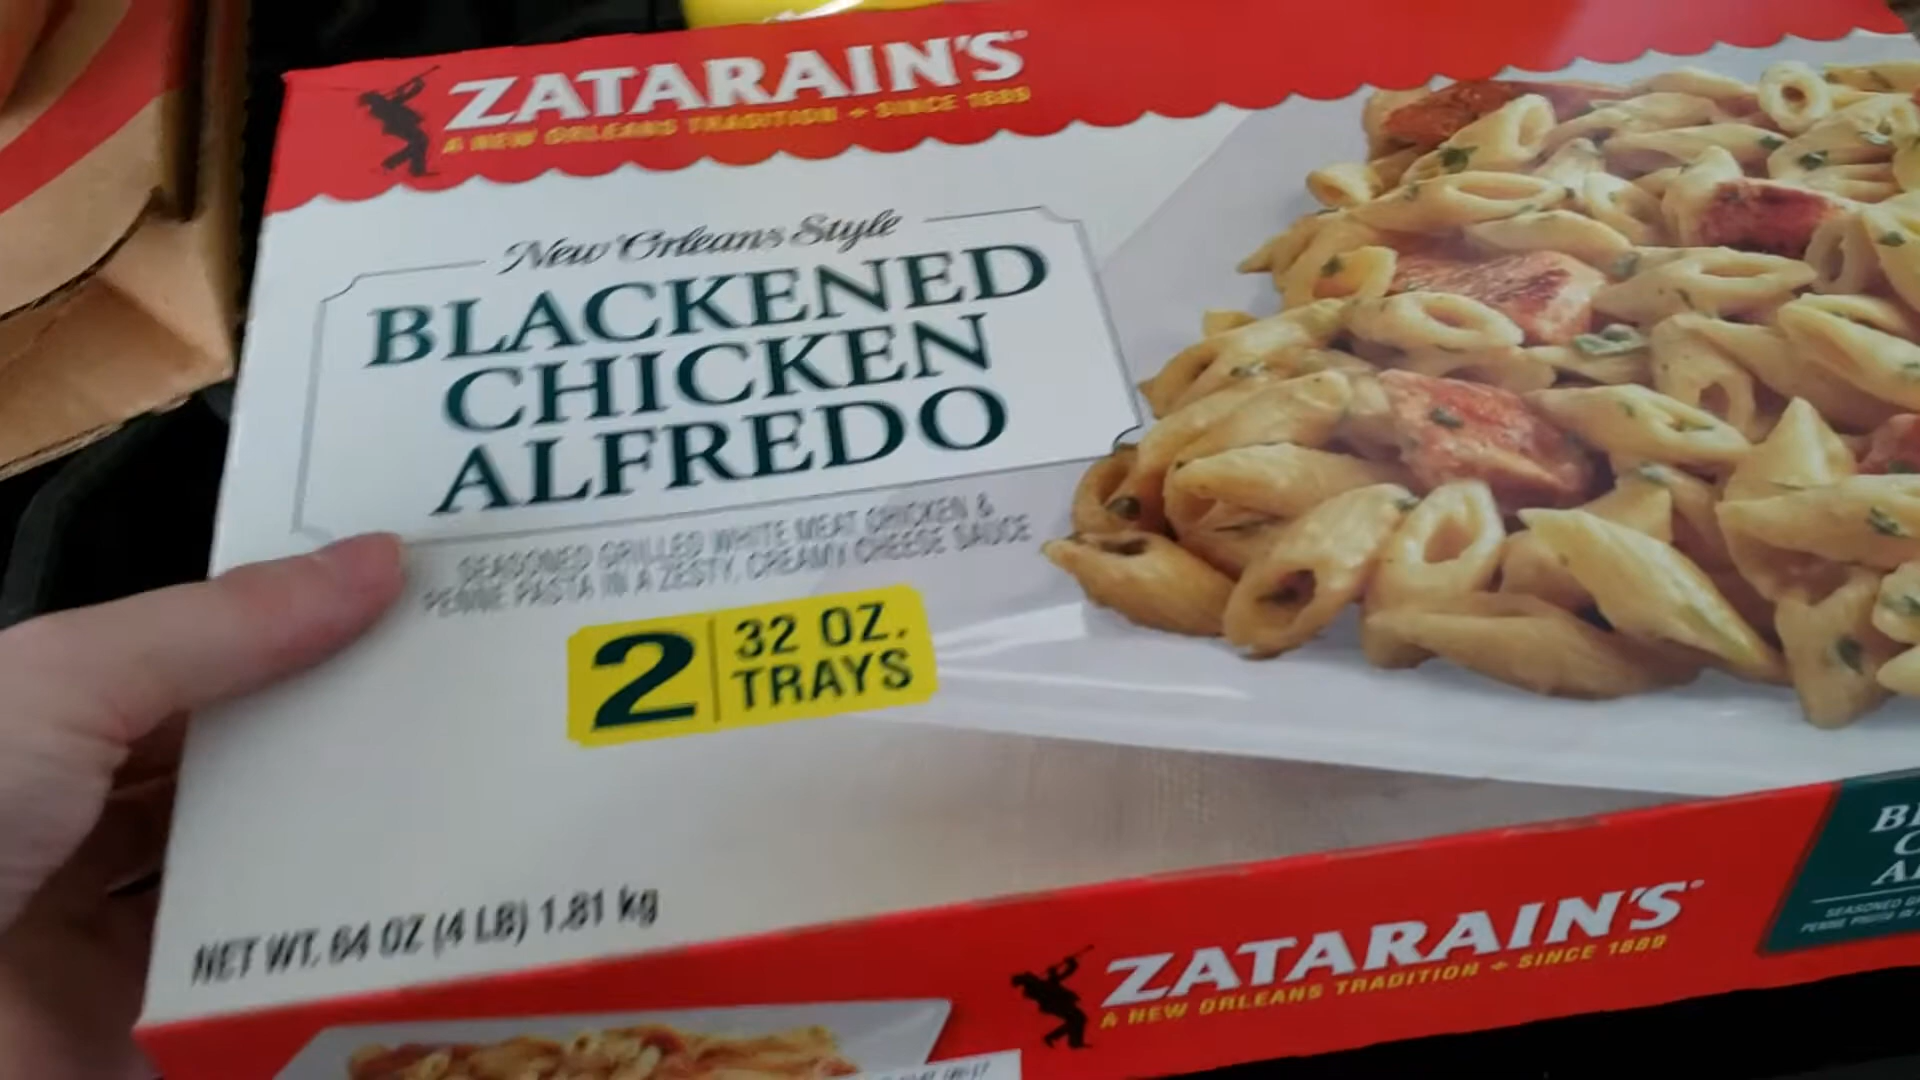 ZATARAIN'S
A NEW ORLEANS TRADITION + SINCE 1889
New Orleans Style
BLACKENED
CHICKEN
ALFREDO
SEASONED GRILLED WHITE MEAT CHICKEN &
PENNE PASTA IN A ZESTY, CREAMY CHEESE SAUCE
2
32 OZ.
TRAYS
NET WT. 64 OZ (4 LB) 1.81 kg
ZATARAIN'S
A NEW ORLEANS TRADITION + SINCE 1889